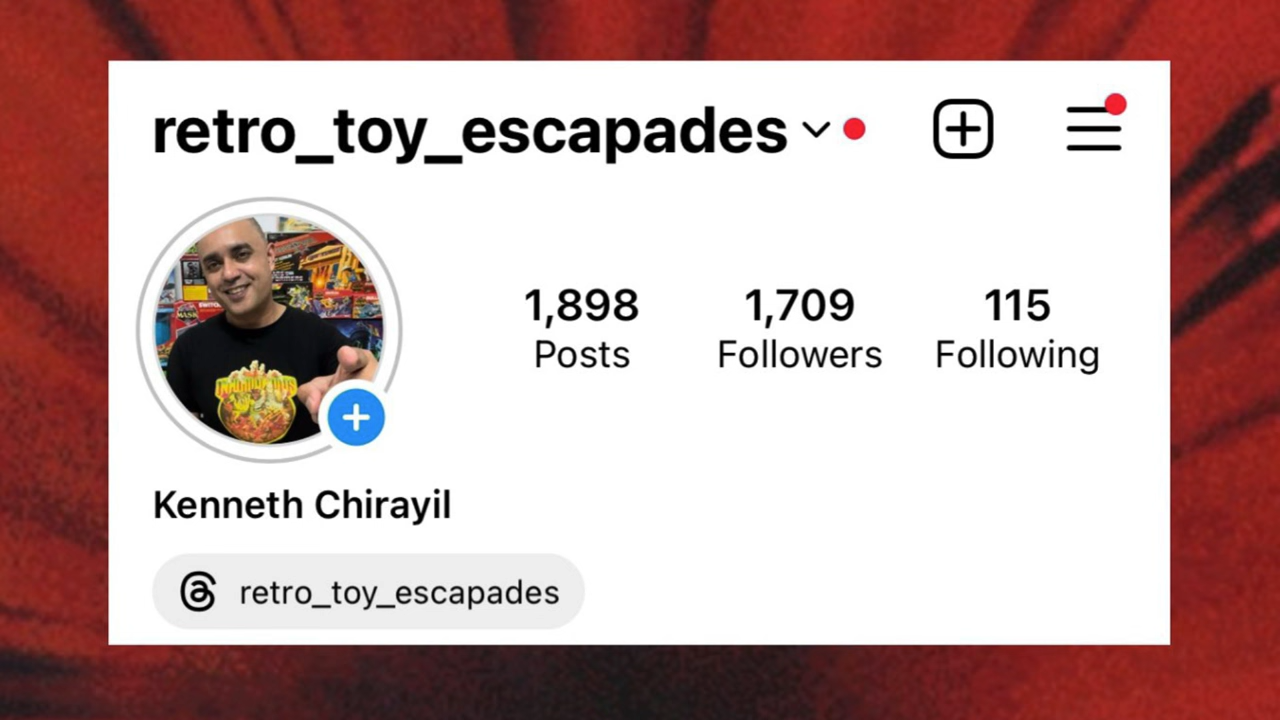 retro_toy_escapades
1,898 1,709 115
Posts Followers Following
Kenneth Chirayil
retro_toy_escapades